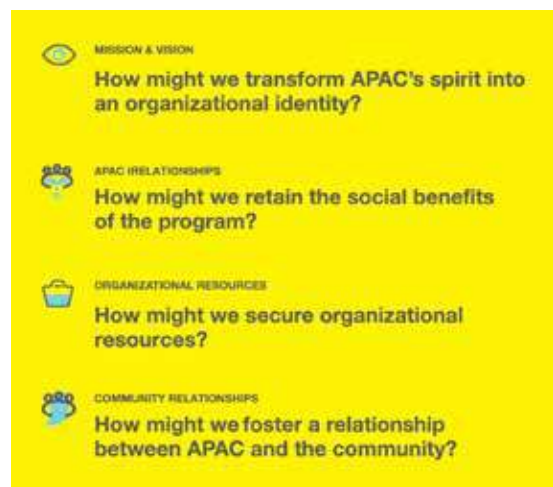 MISSION & VISION
How might we transform APAC's spirit into
an organizational identity?
APAC IRELATIONSHIPS
How might we retain the social benefits
of the program?
ORGANIZATIONAL RESOURCES
How might we secure organizational
resources?
COMMUNITY RELATIONSHIPS
How might we foster a relationship
between APAC and the community?